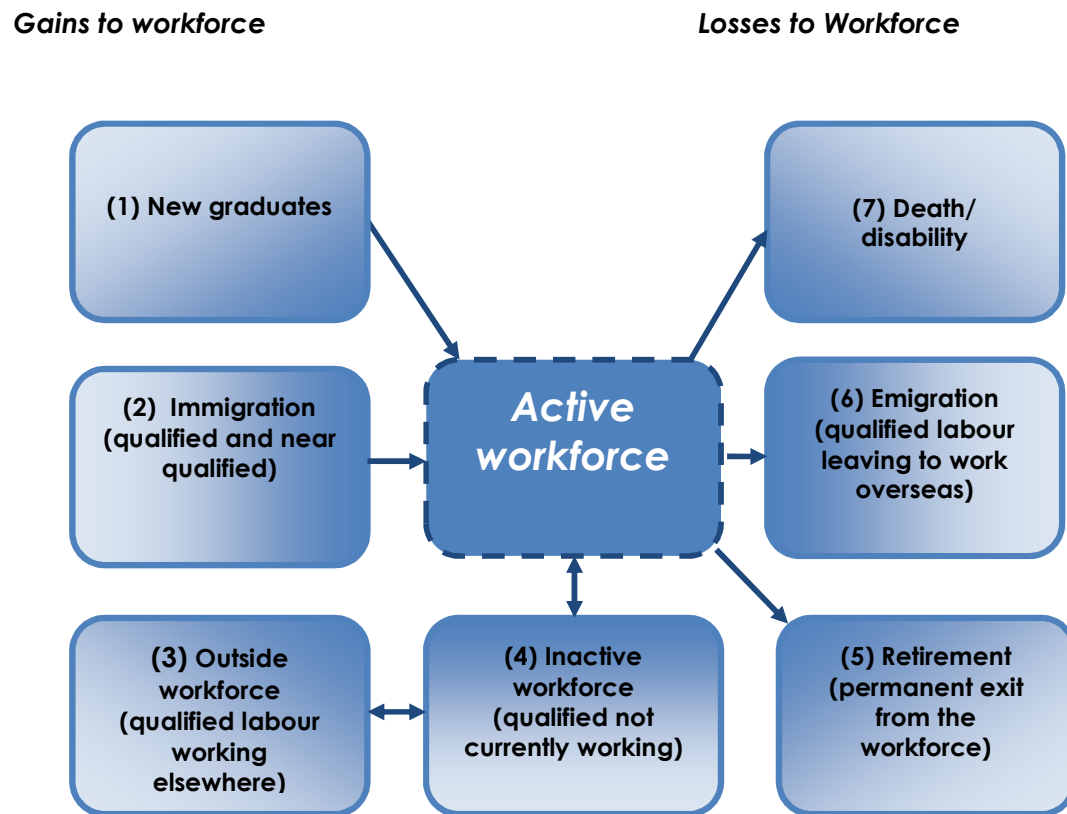 Gains to workforce
Losses to Workforce
(1) New graduates
(7) Death/
disability
(2) Immigration
(qualified and near
qualified)
Active
workforce
(6) Emigration
(qualified labour
leaving to work
overseas)
(3) Outside
workforce
(qualified labour
working
elsewhere)
(4) Inactive
workforce
(qualified not
currently working)
(5) Retirement
(permanent exit
from the
workforce)